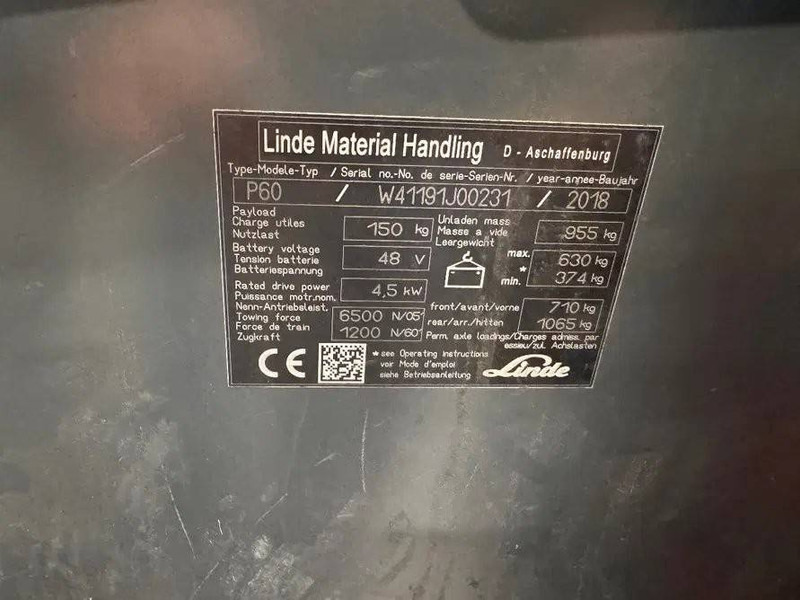 Linde Material Handling D - Aschaffenburg
Type-Modele-Typ / Serial no.-No. de serie-Serien-Nr. / year-annee-Baujahr
P60 / W41191J00231 / 2018
Payload
Charge utiles
Nutzlast
150 kg
Unladen mass
Masse a vide
Leergewicht
955 kg
Battery voltage
Tension batterie
Batteriespannung
48 V
max. 630 kg
*
min. 374 kg
Rated drive power
Puissance motr.nom.
Nenn-Antriebsleist.
4,5 kW
front/avant/vorne 710 kg
rear/arr./hitten 1065 kg
Towing force
Force de train
Zugkraft
6500 N/05'
1200 N/60'
Perm. axle loadings/Charges admiss. par
essieu/zul. Achslasten
CE
* see Operating instructions
voir Mode d'emploi
siehe Betriebsanleitung
Linde